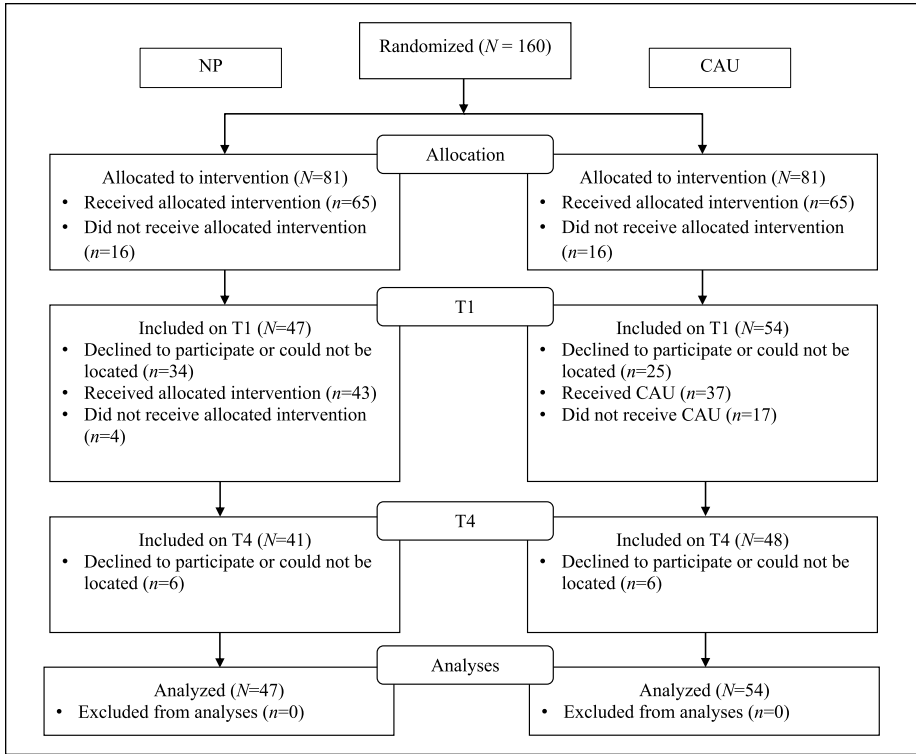 Randomized (N = 160)
NP
CAU
Allocation
Allocated to intervention (N=81)
• Received allocated intervention (n=65)
• Did not receive allocated intervention
(n=16)
Allocated to intervention (N=81)
• Received allocated intervention (n=65)
• Did not receive allocated intervention
(n=16)
T1
Included on T1 (N=47)
• Declined to participate or could not be
located (n=34)
• Received allocated intervention (n=43)
• Did not receive allocated intervention
(n=4)
Included on T1 (N=54)
• Declined to participate or could not be
located (n=25)
• Received CAU (n=37)
• Did not receive CAU (n=17)
T4
Included on T4 (N=41)
• Declined to participate or could not be
located (n=6)
Included on T4 (N=48)
• Declined to participate or could not be
located (n=6)
Analyses
Analyzed (N=47)
• Excluded from analyses (n=0)
Analyzed (N=54)
• Excluded from analyses (n=0)